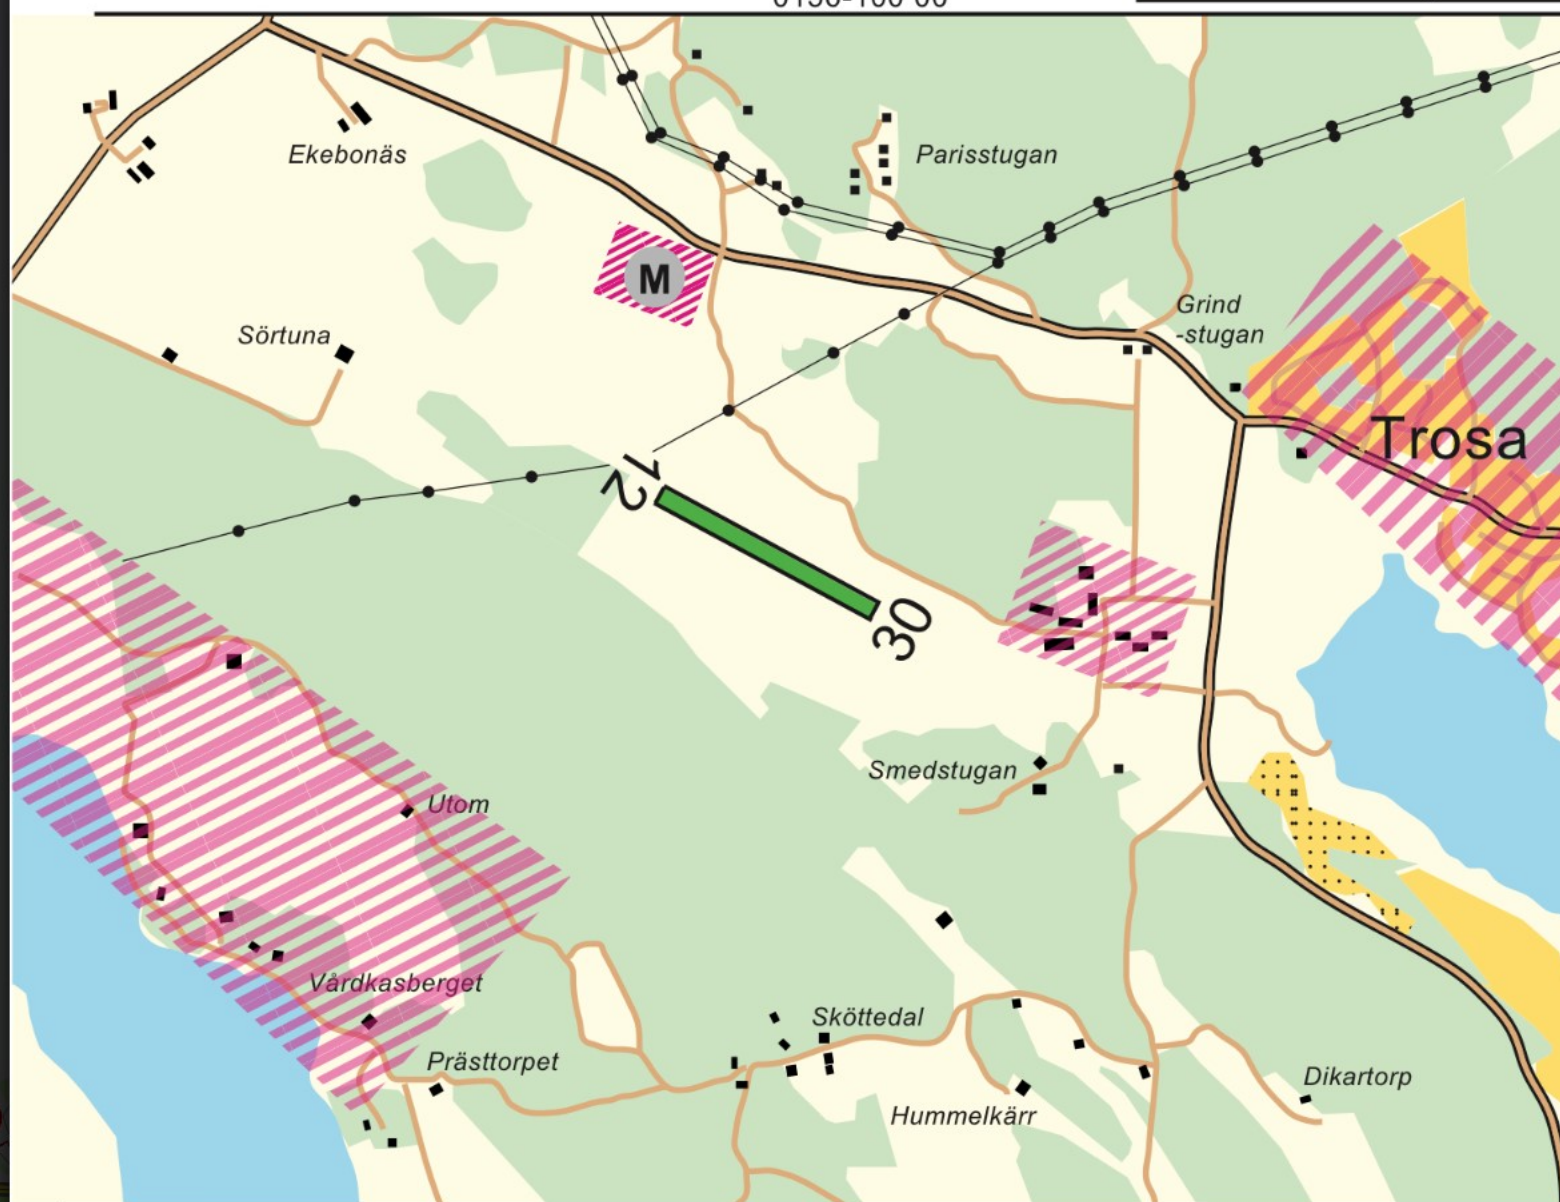 Ekebonäs
Parisstugan
M
Grind
-stugan
Sörtuna
Trosa
12
30
Smedstugan
Utom
Vårdkasberget
Sköttedal
Prästtorpet
Dikartorp
Hummelkärr